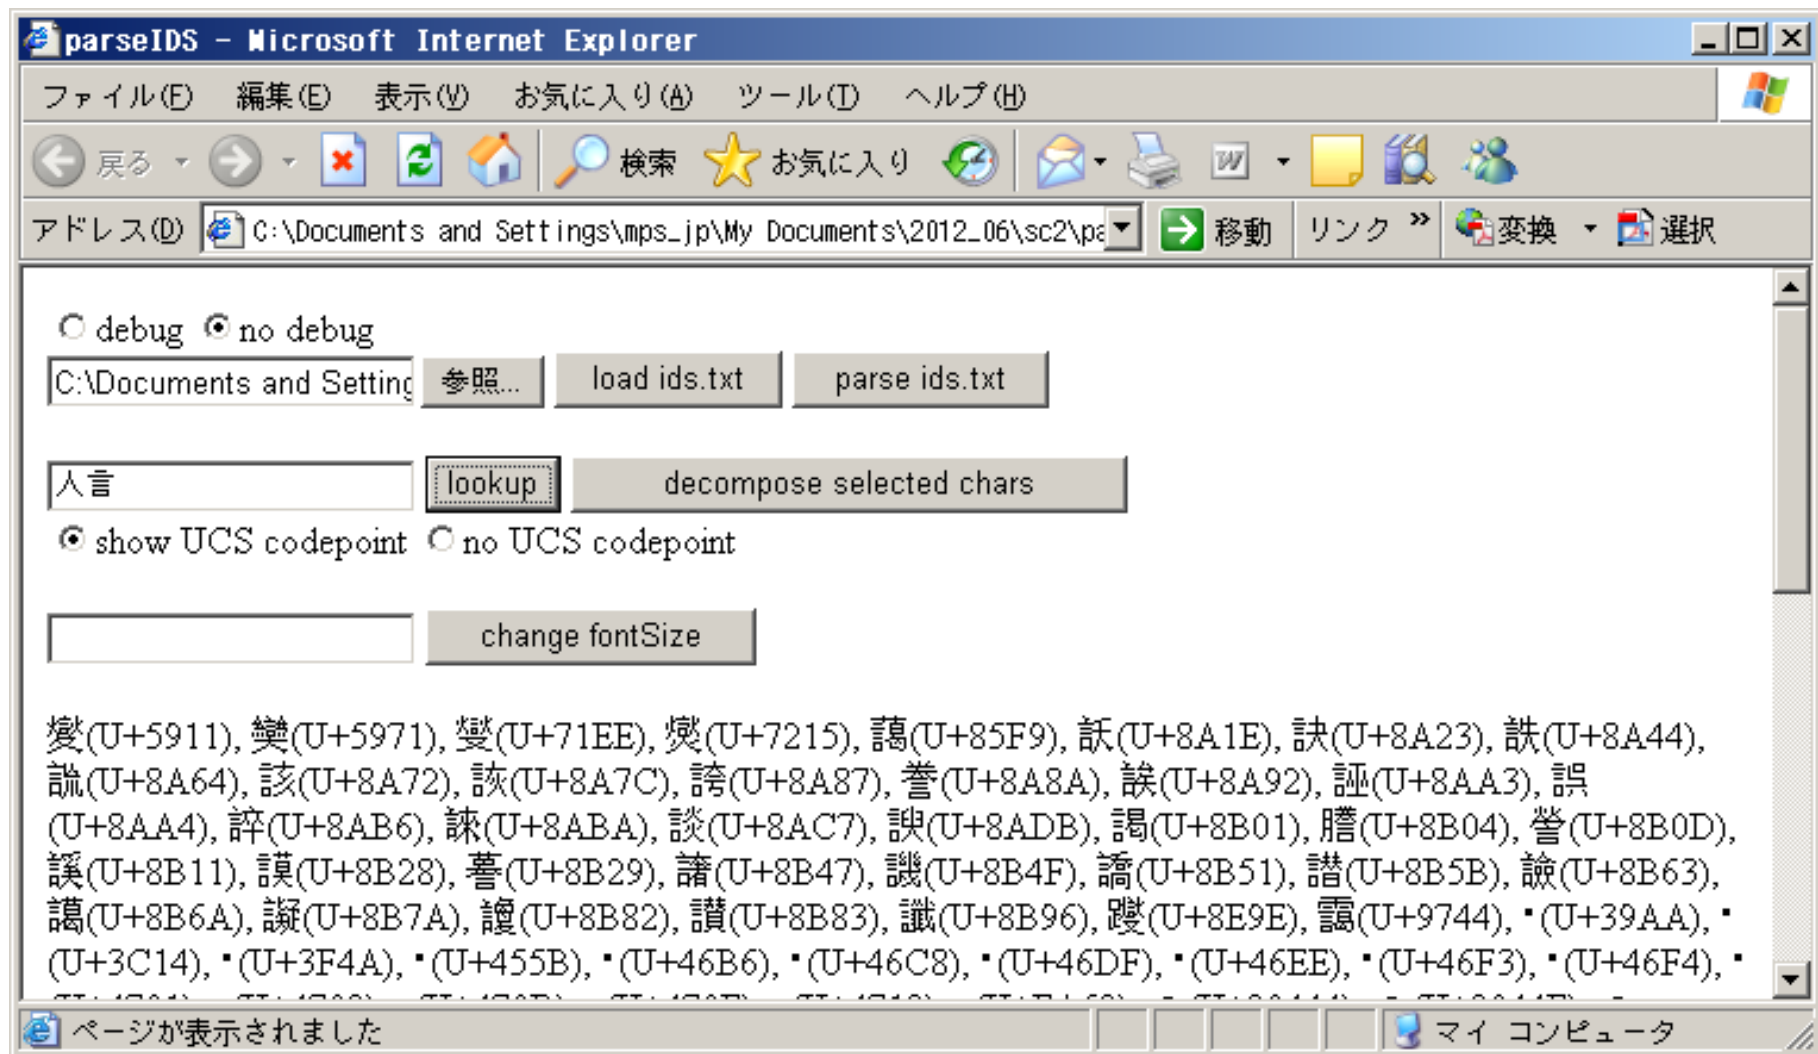 parseIDS - Microsoft Internet Explorer
ファイル(F) 編集(E) 表示(V) お気に入り(A) ツール(T) ヘルプ(H)
戻る 検索 お気に入り
アドレス(D) C:\Documents and Settings\mps_jp\My Documents\2012_06\sc2\pa 移動 リンク » 変換 選択
debug no debug
C:\Documents and Setting 参照... load ids.txt parse ids.txt
人言 lookup decompose selected chars
show UCS codepoint no UCS codepoint
change fontSize
夑(U+5911), 奱(U+5971), 燮(U+71EE), 爕(U+7215), 藹(U+85F9), 訞(U+8A1E), 訣(U+8A23), 詄(U+8A44),
詤(U+8A64), 該(U+8A72), 詼(U+8A7C), 誇(U+8A87), 誊(U+8A8A), 誒(U+8A92), 誣(U+8AA3), 誤
(U+8AA4), 誶(U+8AB6), 誺(U+8ABA), 談(U+8AC7), 諛(U+8ADB), 謁(U+8B01), 謄(U+8B04), 謍(U+8B0D),
謑(U+8B11), 謨(U+8B28), 謩(U+8B29), 譇(U+8B47), 譏(U+8B4F), 譑(U+8B51), 譛(U+8B5B), 譣(U+8B63),
譪(U+8B6A), 譺(U+8B7A), 讂(U+8B82), 讃(U+8B83), 讖(U+8B96), 躞(U+8E9E), 靄(U+9744), ･(U+39AA), ･
(U+3C14), ･(U+3F4A), ･(U+455B), ･(U+46B6), ･(U+46C8), ･(U+46DF), ･(U+46EE), ･(U+46F3), ･(U+46F4), ･
ページが表示されました マイ コンピュータ